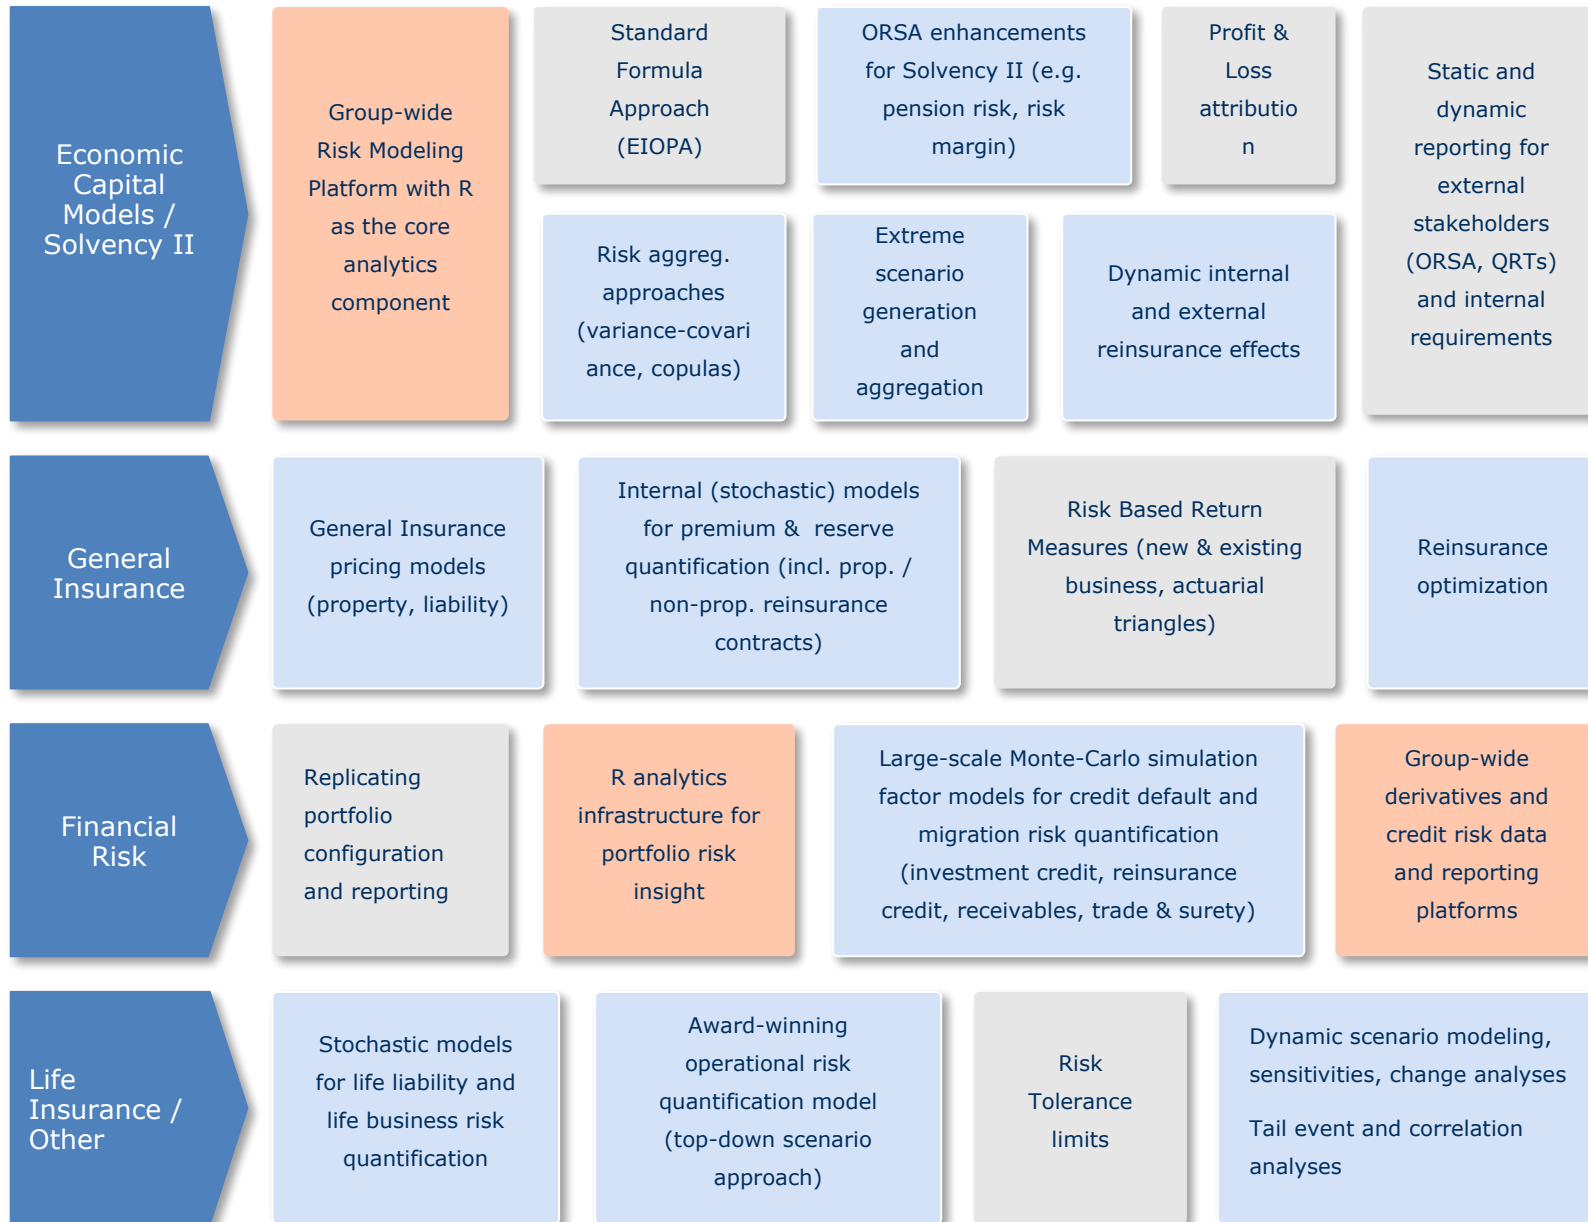 Economic
Capital
Models /
Solvency II
Group-wide
Risk Modeling
Platform with R
as the core
analytics
component
Standard
Formula
Approach
(EIOPA)
ORSA enhancements
for Solvency II (e.g.
pension risk, risk
margin)
Profit &
Loss
attributio
n
Static and
dynamic
reporting for
external
stakeholders
(ORSA, QRTs)
and internal
requirements
Risk aggreg.
approaches
(variance-covari
ance, copulas)
Extreme
scenario
generation
and
aggregation
Dynamic internal
and external
reinsurance effects
General
Insurance
General Insurance
pricing models
(property, liability)
Internal (stochastic) models
for premium &  reserve
quantification (incl. prop. /
non-prop. reinsurance
contracts)
Risk Based Return
Measures (new & existing
business, actuarial
triangles)
Reinsurance
optimization
Financial
Risk
Replicating
portfolio
configuration
and reporting
R analytics
infrastructure for
portfolio risk
insight
Large-scale Monte-Carlo simulation
factor models for credit default and
migration risk quantification
(investment credit, reinsurance
credit, receivables, trade & surety)
Group-wide
derivatives and
credit risk data
and reporting
platforms
Life
Insurance /
Other
Stochastic models
for life liability and
life business risk
quantification
Award-winning
operational risk
quantification model
(top-down scenario
approach)
Risk
Tolerance
limits
Dynamic scenario modeling,
sensitivities, change analyses
Tail event and correlation
analyses